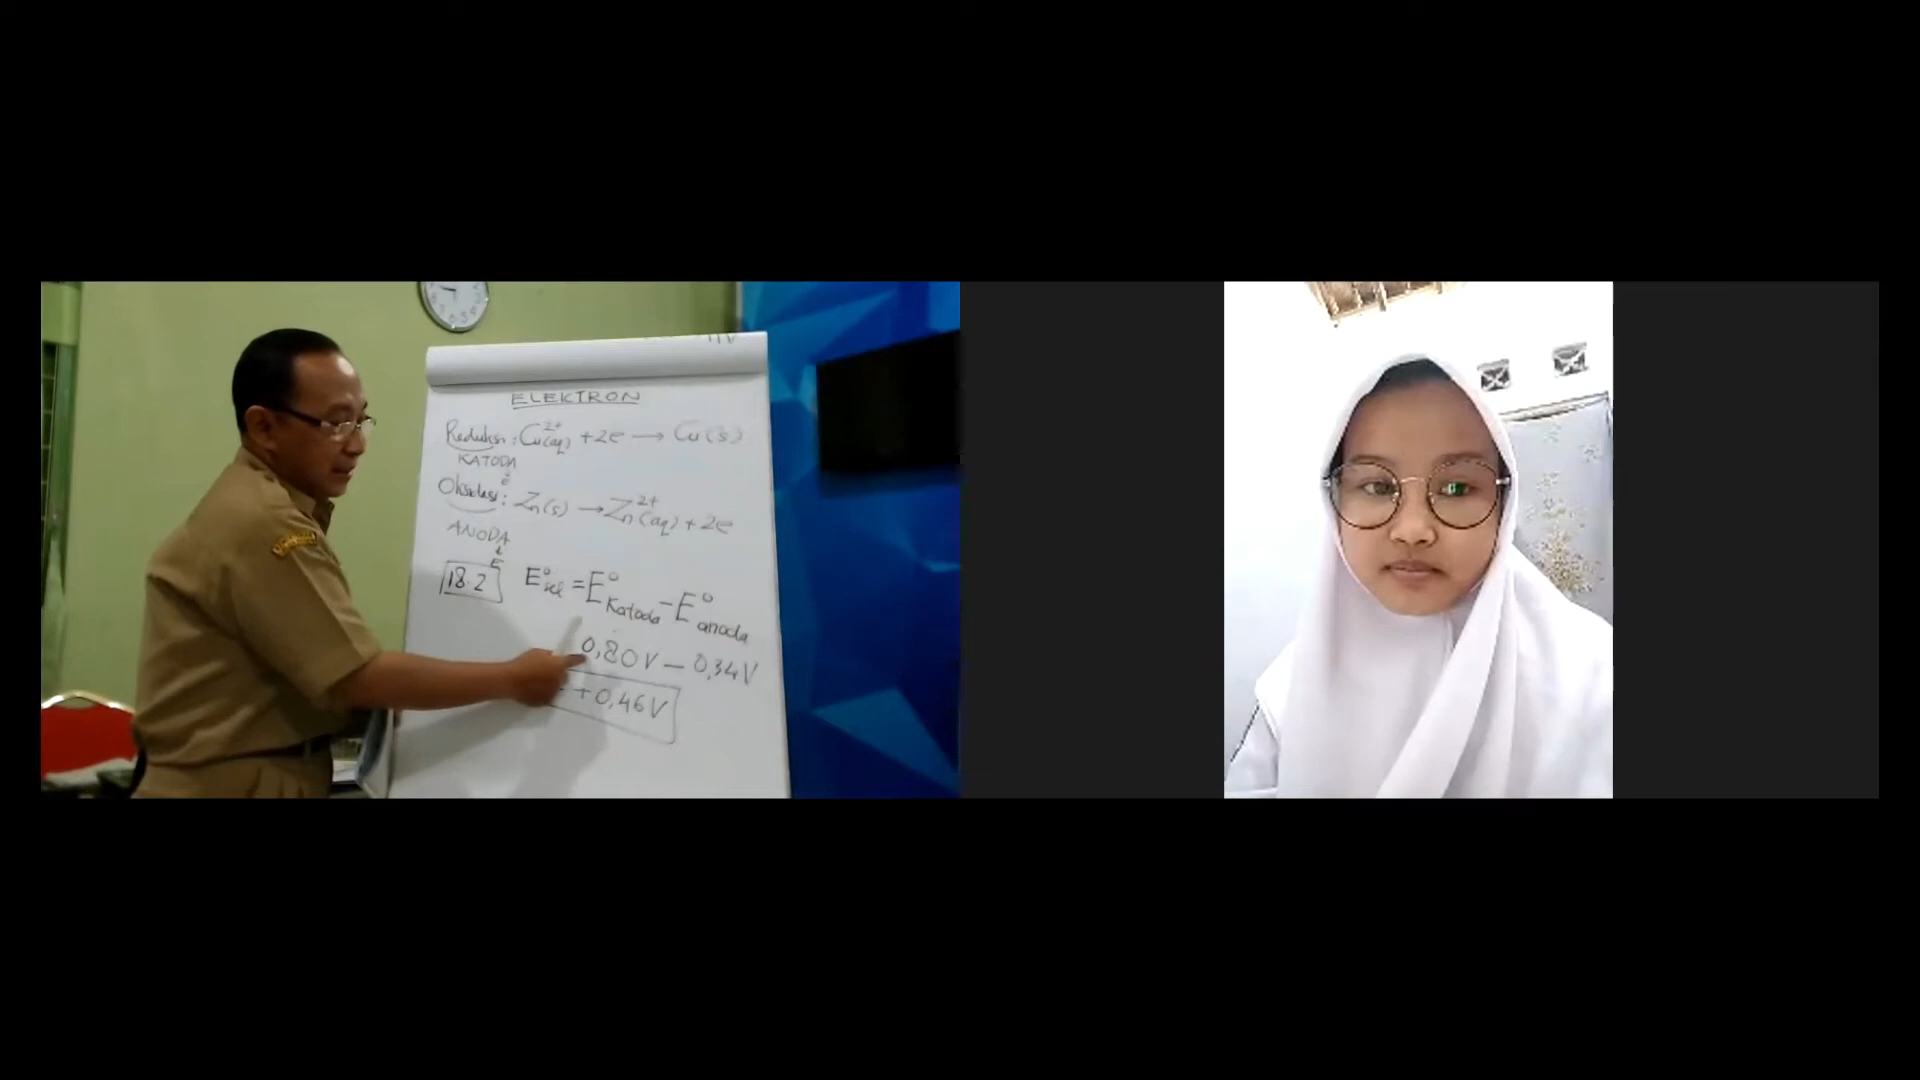 ELEKTRON
Reduksi : Cu²⁺(aq) + 2e → Cu(s)
KATODA
Oksidasi : Zn(s) → Zn²⁺(aq) + 2e
ANODA
18.2
E°sel = E°Katoda - E°anoda
0,80 V - 0,34 V
= + 0,46 V